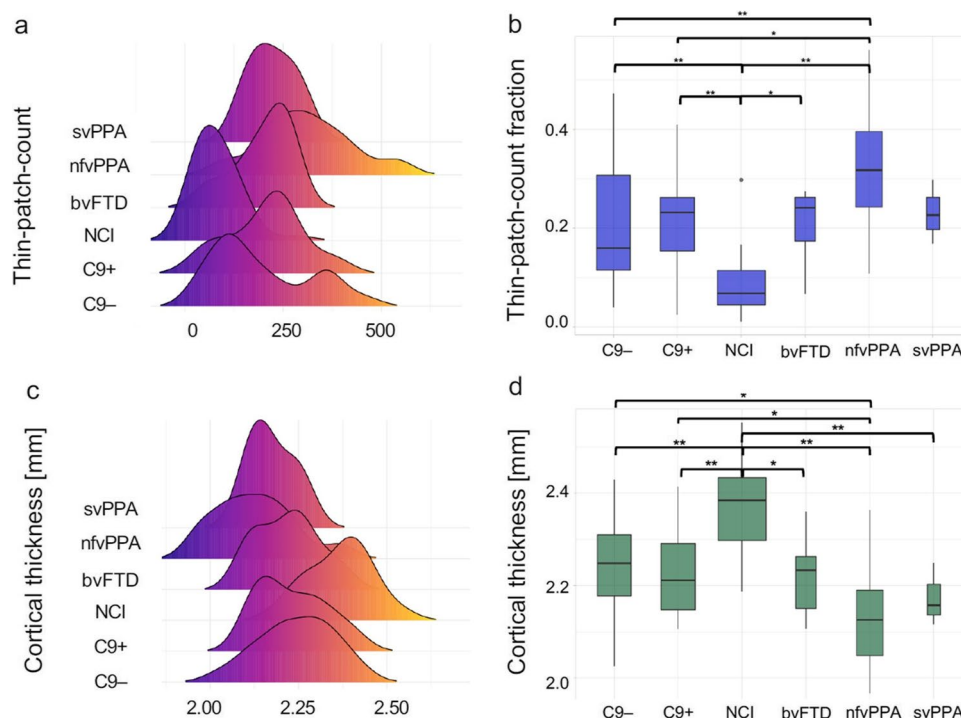 a
Thin-patch-count
svPPA
nfvPPA
bvFTD
NCI
C9+
C9–
0 250 500
b
Thin-patch-count fraction
0.4
0.2
0.0
** * ** ** ** *
C9– C9+ NCI bvFTD nfvPPA svPPA
c
Cortical thickness [mm]
svPPA
nfvPPA
bvFTD
NCI
C9+
C9–
2.00 2.25 2.50
d
Cortical thickness [mm]
2.4
2.2
2.0
* * ** ** ** ** *
C9– C9+ NCI bvFTD nfvPPA svPPA